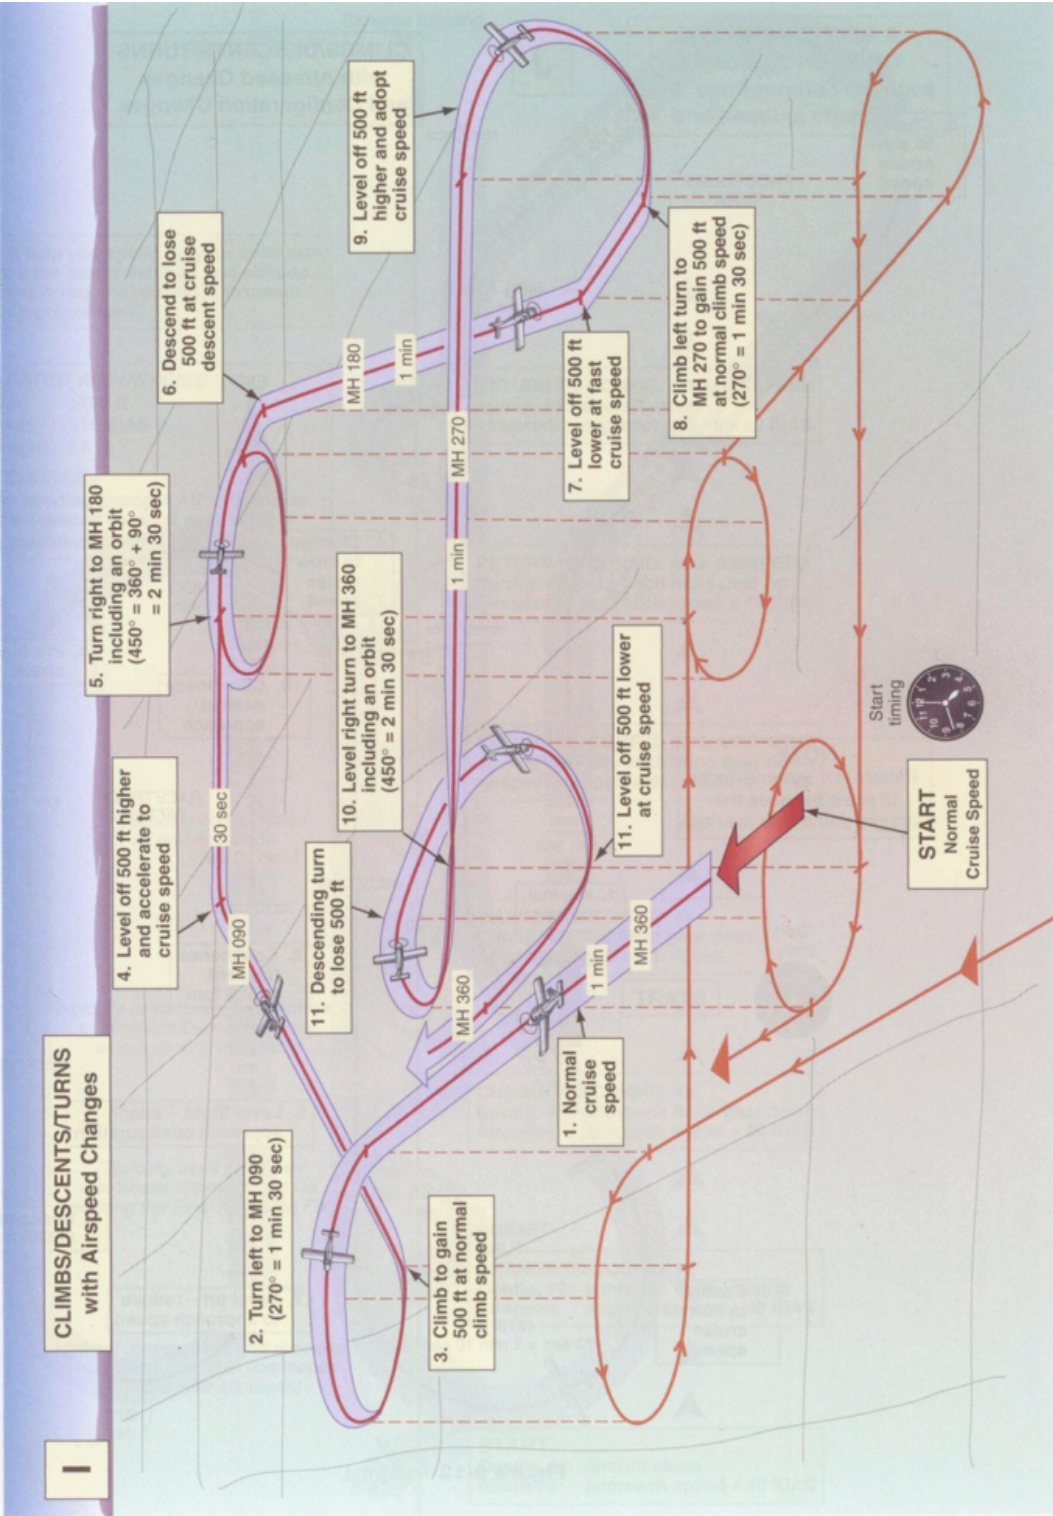 I
CLIMBS/DESCENTS/TURNS
with Airspeed Changes
START
Normal
Cruise Speed
Start
timing
1. Normal
cruise
speed
MH 360
1 min
2. Turn left to MH 090
(270° = 1 min 30 sec)
3. Climb to gain
500 ft at normal
climb speed
MH 090
4. Level off 500 ft higher
and accelerate to
cruise speed
30 sec
5. Turn right to MH 180
including an orbit
(450° = 360° + 90°
= 2 min 30 sec)
6. Descend to lose
500 ft at cruise
descent speed
MH 180
1 min
7. Level off 500 ft
lower at fast
cruise speed
8. Climb left turn to
MH 270 to gain 500 ft
at normal climb speed
(270° = 1 min 30 sec)
9. Level off 500 ft
higher and adopt
cruise speed
MH 270
1 min
10. Level right turn to MH 360
including an orbit
(450° = 2 min 30 sec)
11. Descending turn
to lose 500 ft
11. Level off 500 ft lower
at cruise speed
MH 360